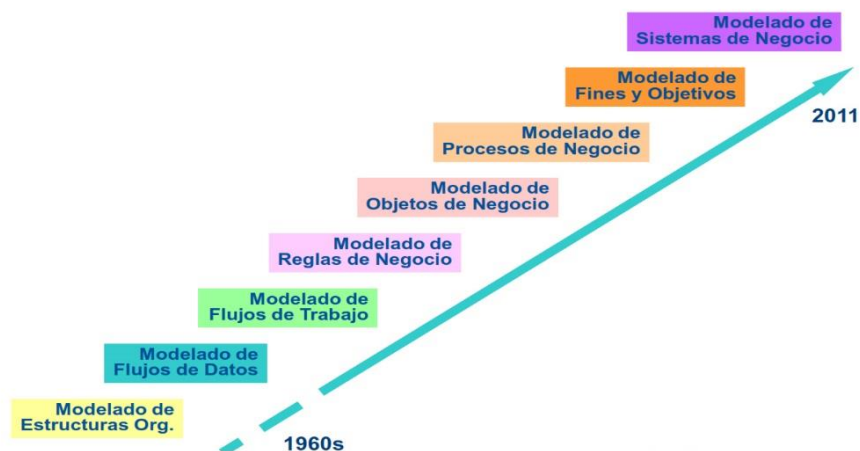 Modelado de
Sistemas de Negocio
Modelado de
Fines y Objetivos
2011
Modelado de
Procesos de Negocio
Modelado de
Objetos de Negocio
Modelado de
Reglas de Negocio
Modelado de
Flujos de Trabajo
Modelado de
Flujos de Datos
Modelado de
Estructuras Org.
1960s